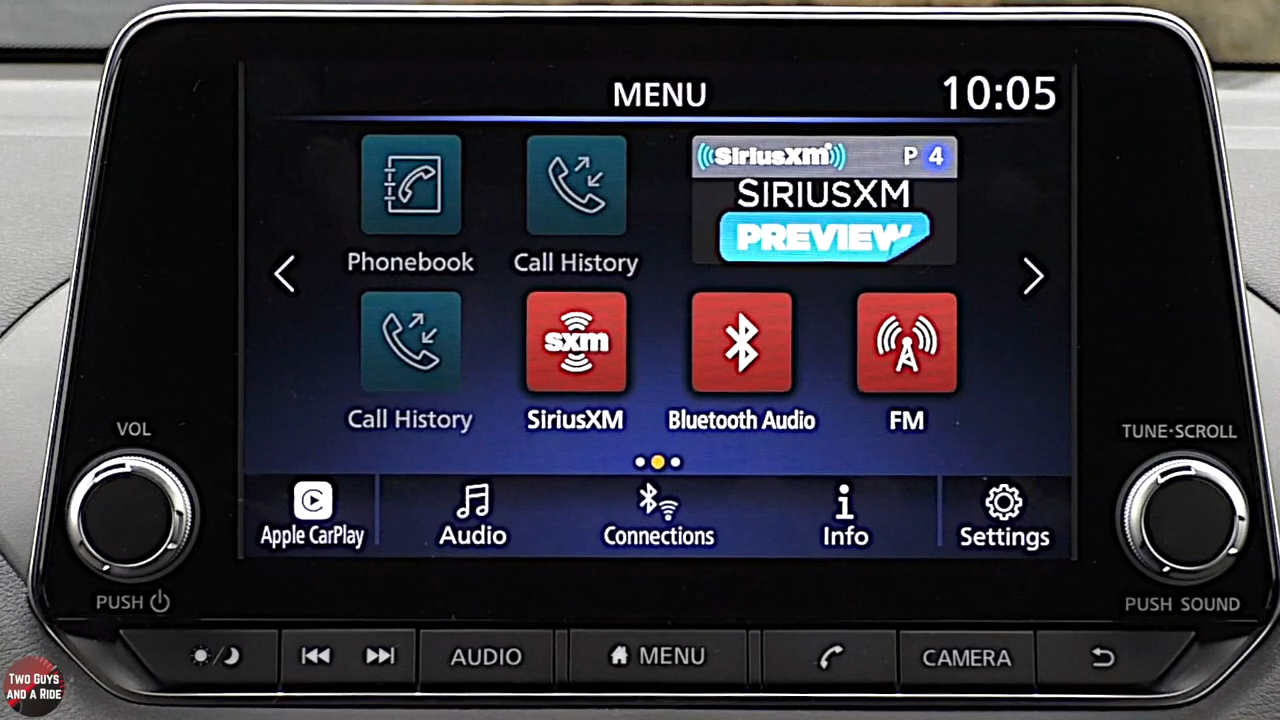 MENU
10:05
SiriusXM P 4
SIRIUSXM
PREVIEW
Phonebook
Call History
sxm
Call History
SiriusXM
Bluetooth Audio
FM
Apple CarPlay
Audio
Connections
Info
Settings
VOL
PUSH
TUNE·SCROLL
PUSH SOUND
AUDIO
MENU
CAMERA
TWO GUYS
AND A RIDE